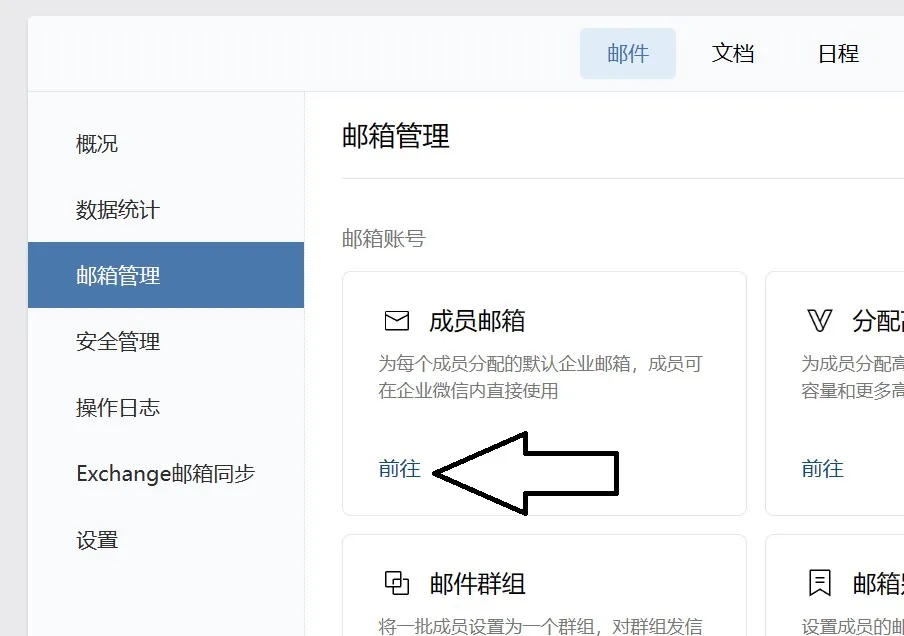 邮件
文档
日程
概况
数据统计
邮箱管理
安全管理
操作日志
Exchange邮箱同步
设置
邮箱管理
邮箱账号
成员邮箱
为每个成员分配的默认企业邮箱，成员可
在企业微信内直接使用
前往
分配
为成员分配高
容量和更多高
前往
邮件群组
将一批成员设置为一个群组，对群组发信
邮箱
设置成员的邮